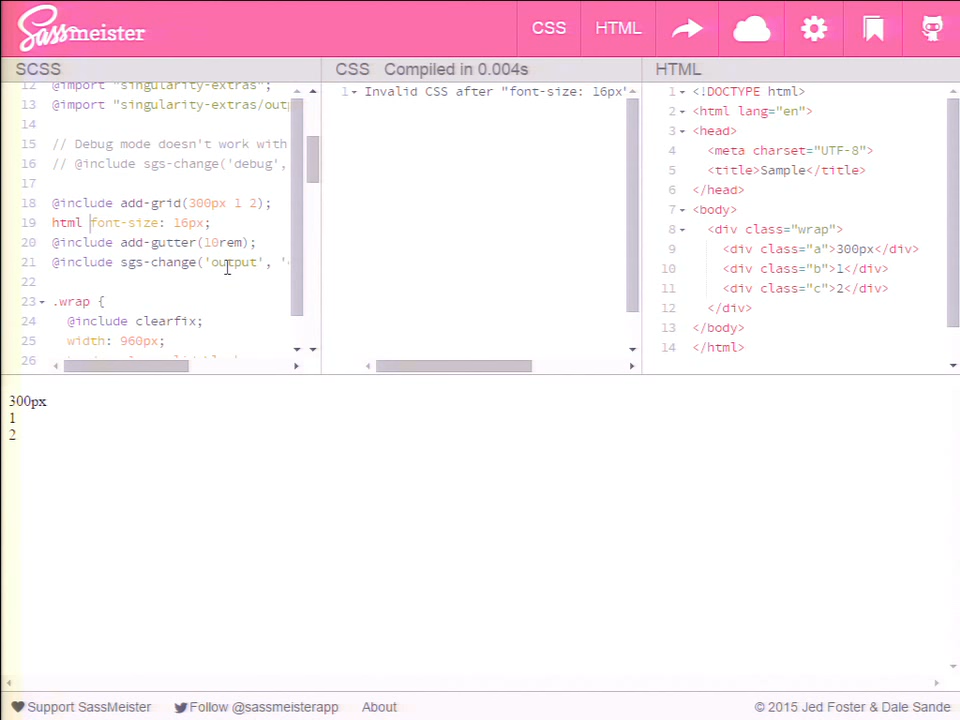 SassMeister
CSS HTML
SCSS
CSS Compiled in 0.004s
HTML
12 @import "singularity-extras";
13 @import "singularity-extras/out
14
15 // Debug mode doesn't work with
16 // @include sgs-change('debug',
17
18 @include add-grid(300px 1 2);
19 html font-size: 16px;
20 @include add-gutter(10rem);
21 @include sgs-change('output', '
22
23 .wrap {
24 @include clearfix;
25 width: 960px;
26
1 Invalid CSS after "font-size: 16px"
1 <!DOCTYPE html>
2 <html lang="en">
3 <head>
4 <meta charset="UTF-8">
5 <title>Sample</title>
6 </head>
7 <body>
8 <div class="wrap">
9 <div class="a">300px</div>
10 <div class="b">1</div>
11 <div class="c">2</div>
12 </div>
13 </body>
14 </html>
300px
1
2
Support SassMeister Follow @sassmeisterapp About © 2015 Jed Foster & Dale Sande